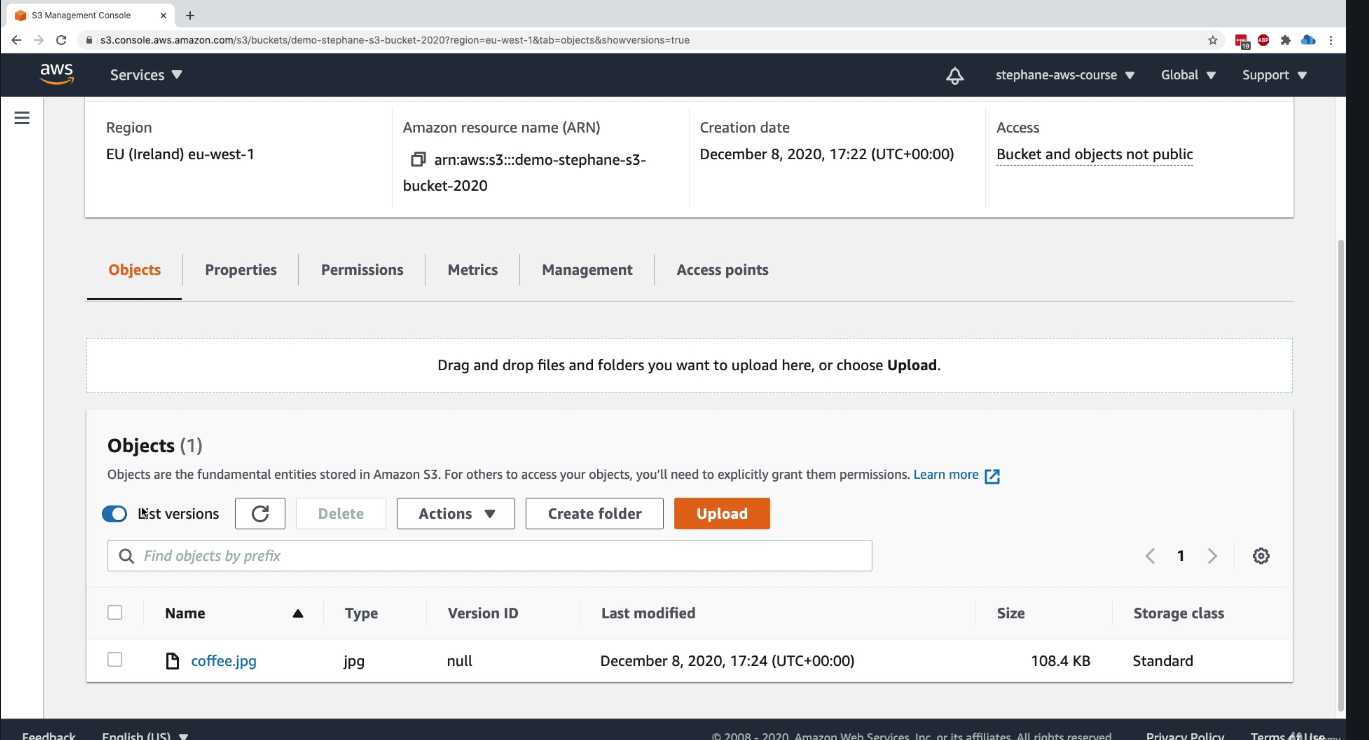 S3 Management Console
s3.console.aws.amazon.com/s3/buckets/demo-stephane-s3-bucket-2020?region=eu-west-1&tab=objects&showversions=true
19
ABP
aws Services ▼ stephane-aws-course ▼ Global ▼ Support ▼
Region
EU (Ireland) eu-west-1
Amazon resource name (ARN)
arn:aws:s3:::demo-stephane-s3-
bucket-2020
Creation date
December 8, 2020, 17:22 (UTC+00:00)
Access
Bucket and objects not public
Objects Properties Permissions Metrics Management Access points
Drag and drop files and folders you want to upload here, or choose Upload.
Objects (1)
Objects are the fundamental entities stored in Amazon S3. For others to access your objects, you'll need to explicitly grant them permissions. Learn more
List versions Delete Actions ▼ Create folder Upload
Find objects by prefix
1
Name Type Version ID Last modified Size Storage class
coffee.jpg jpg null December 8, 2020, 17:24 (UTC+00:00) 108.4 KB Standard
Feedback English (US) ▼ © 2008 - 2020, Amazon Web Services, Inc. or its affiliates. All rights reserved. Privacy Policy Terms of Use